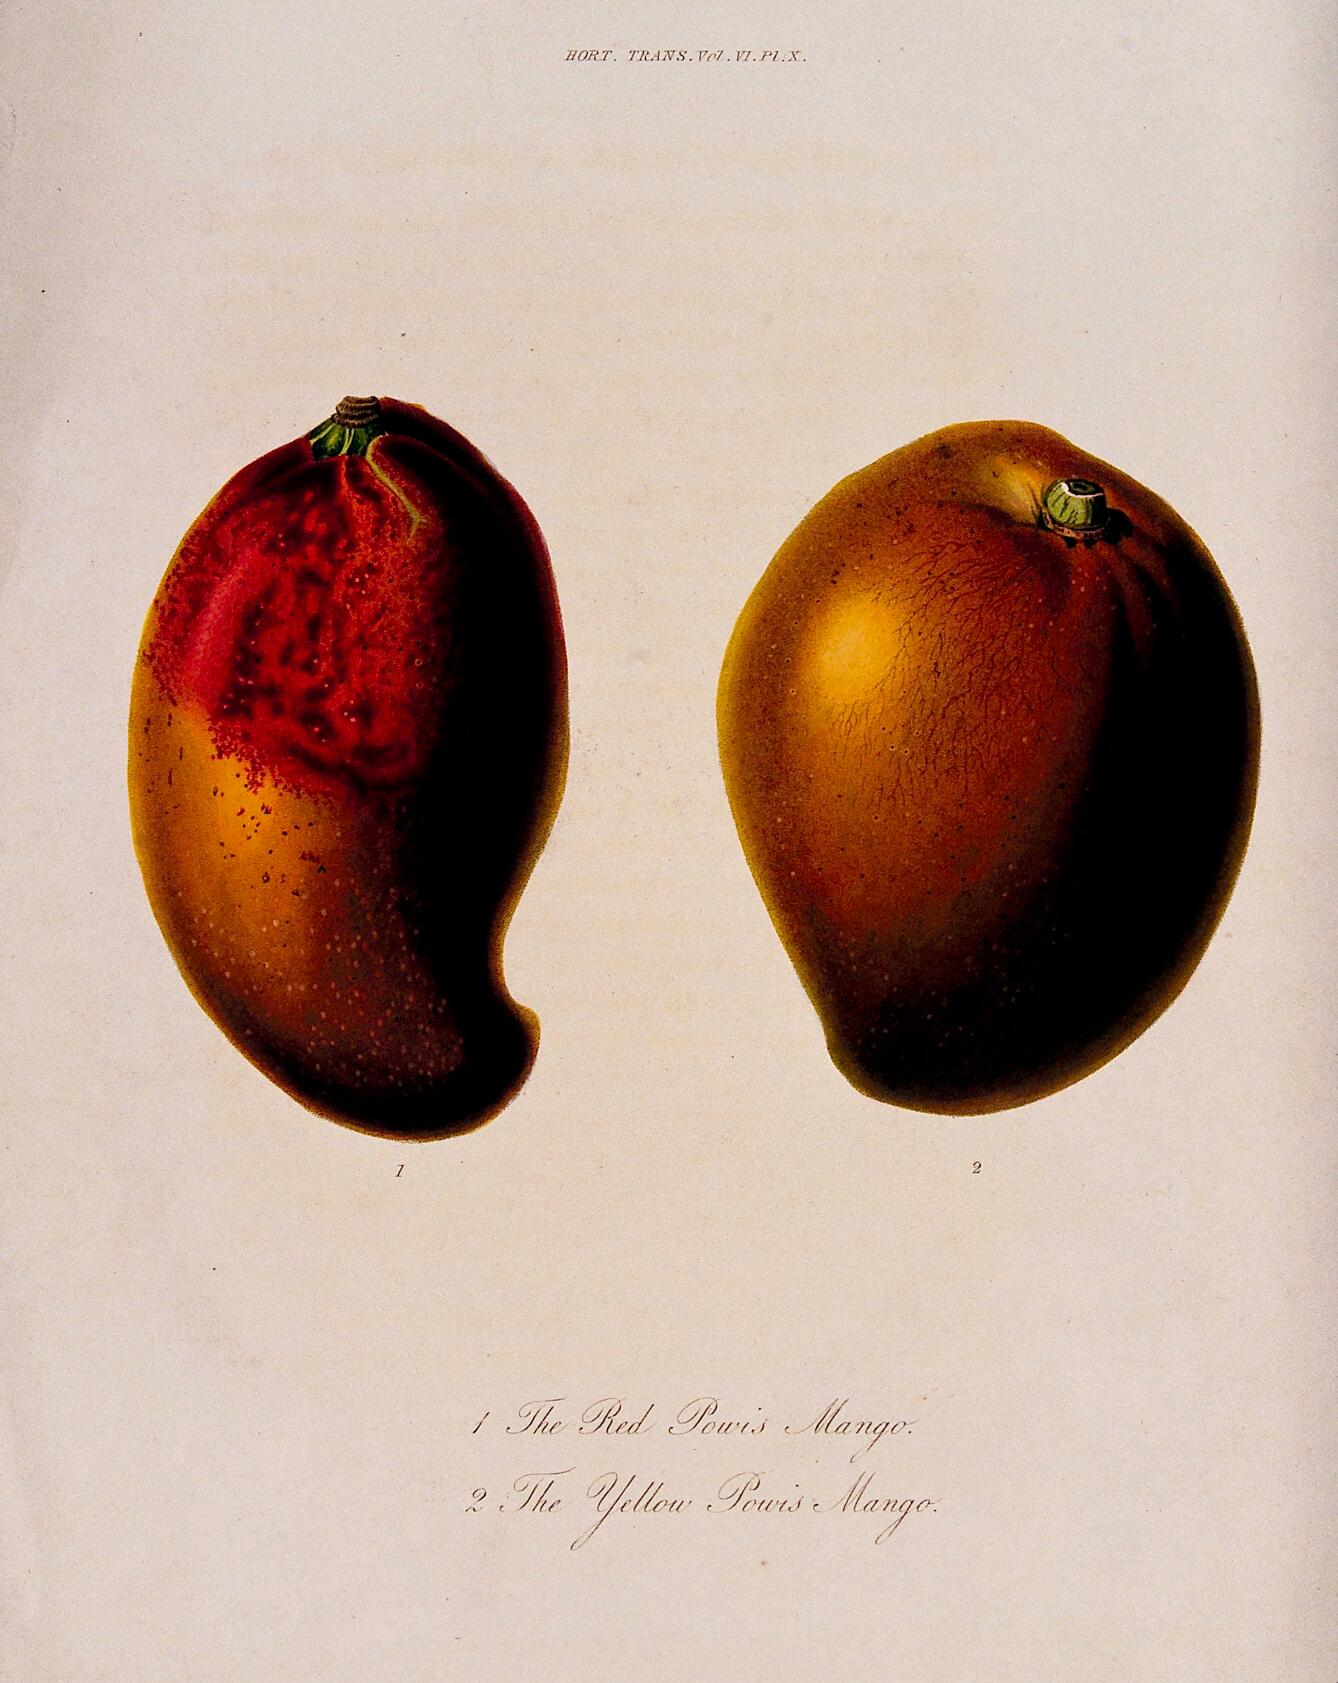 HORT. TRANS. Vol. VI. Pl. X.
1
2
1 The Red Powis Mango.
2 The Yellow Powis Mango.